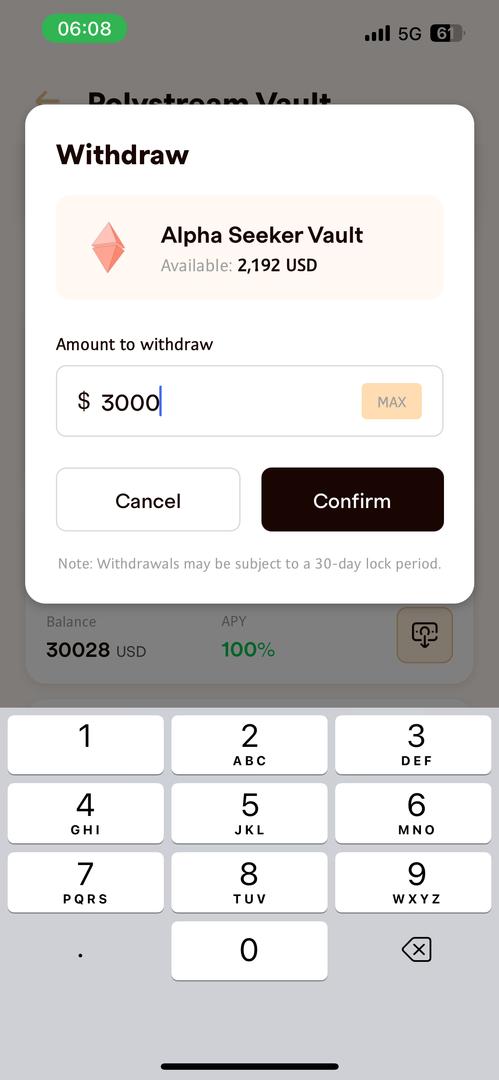 06:08
5G 61
Polystream Vault
Withdraw
Alpha Seeker Vault
Available: 2,192 USD
Amount to withdraw
$ 3000
MAX
Cancel
Confirm
Note: Withdrawals may be subject to a 30-day lock period.
Balance
APY
30028 USD
100%
1
2
ABC
3
DEF
4
GHI
5
JKL
6
MNO
7
PQRS
8
TUV
9
WXYZ
.
0